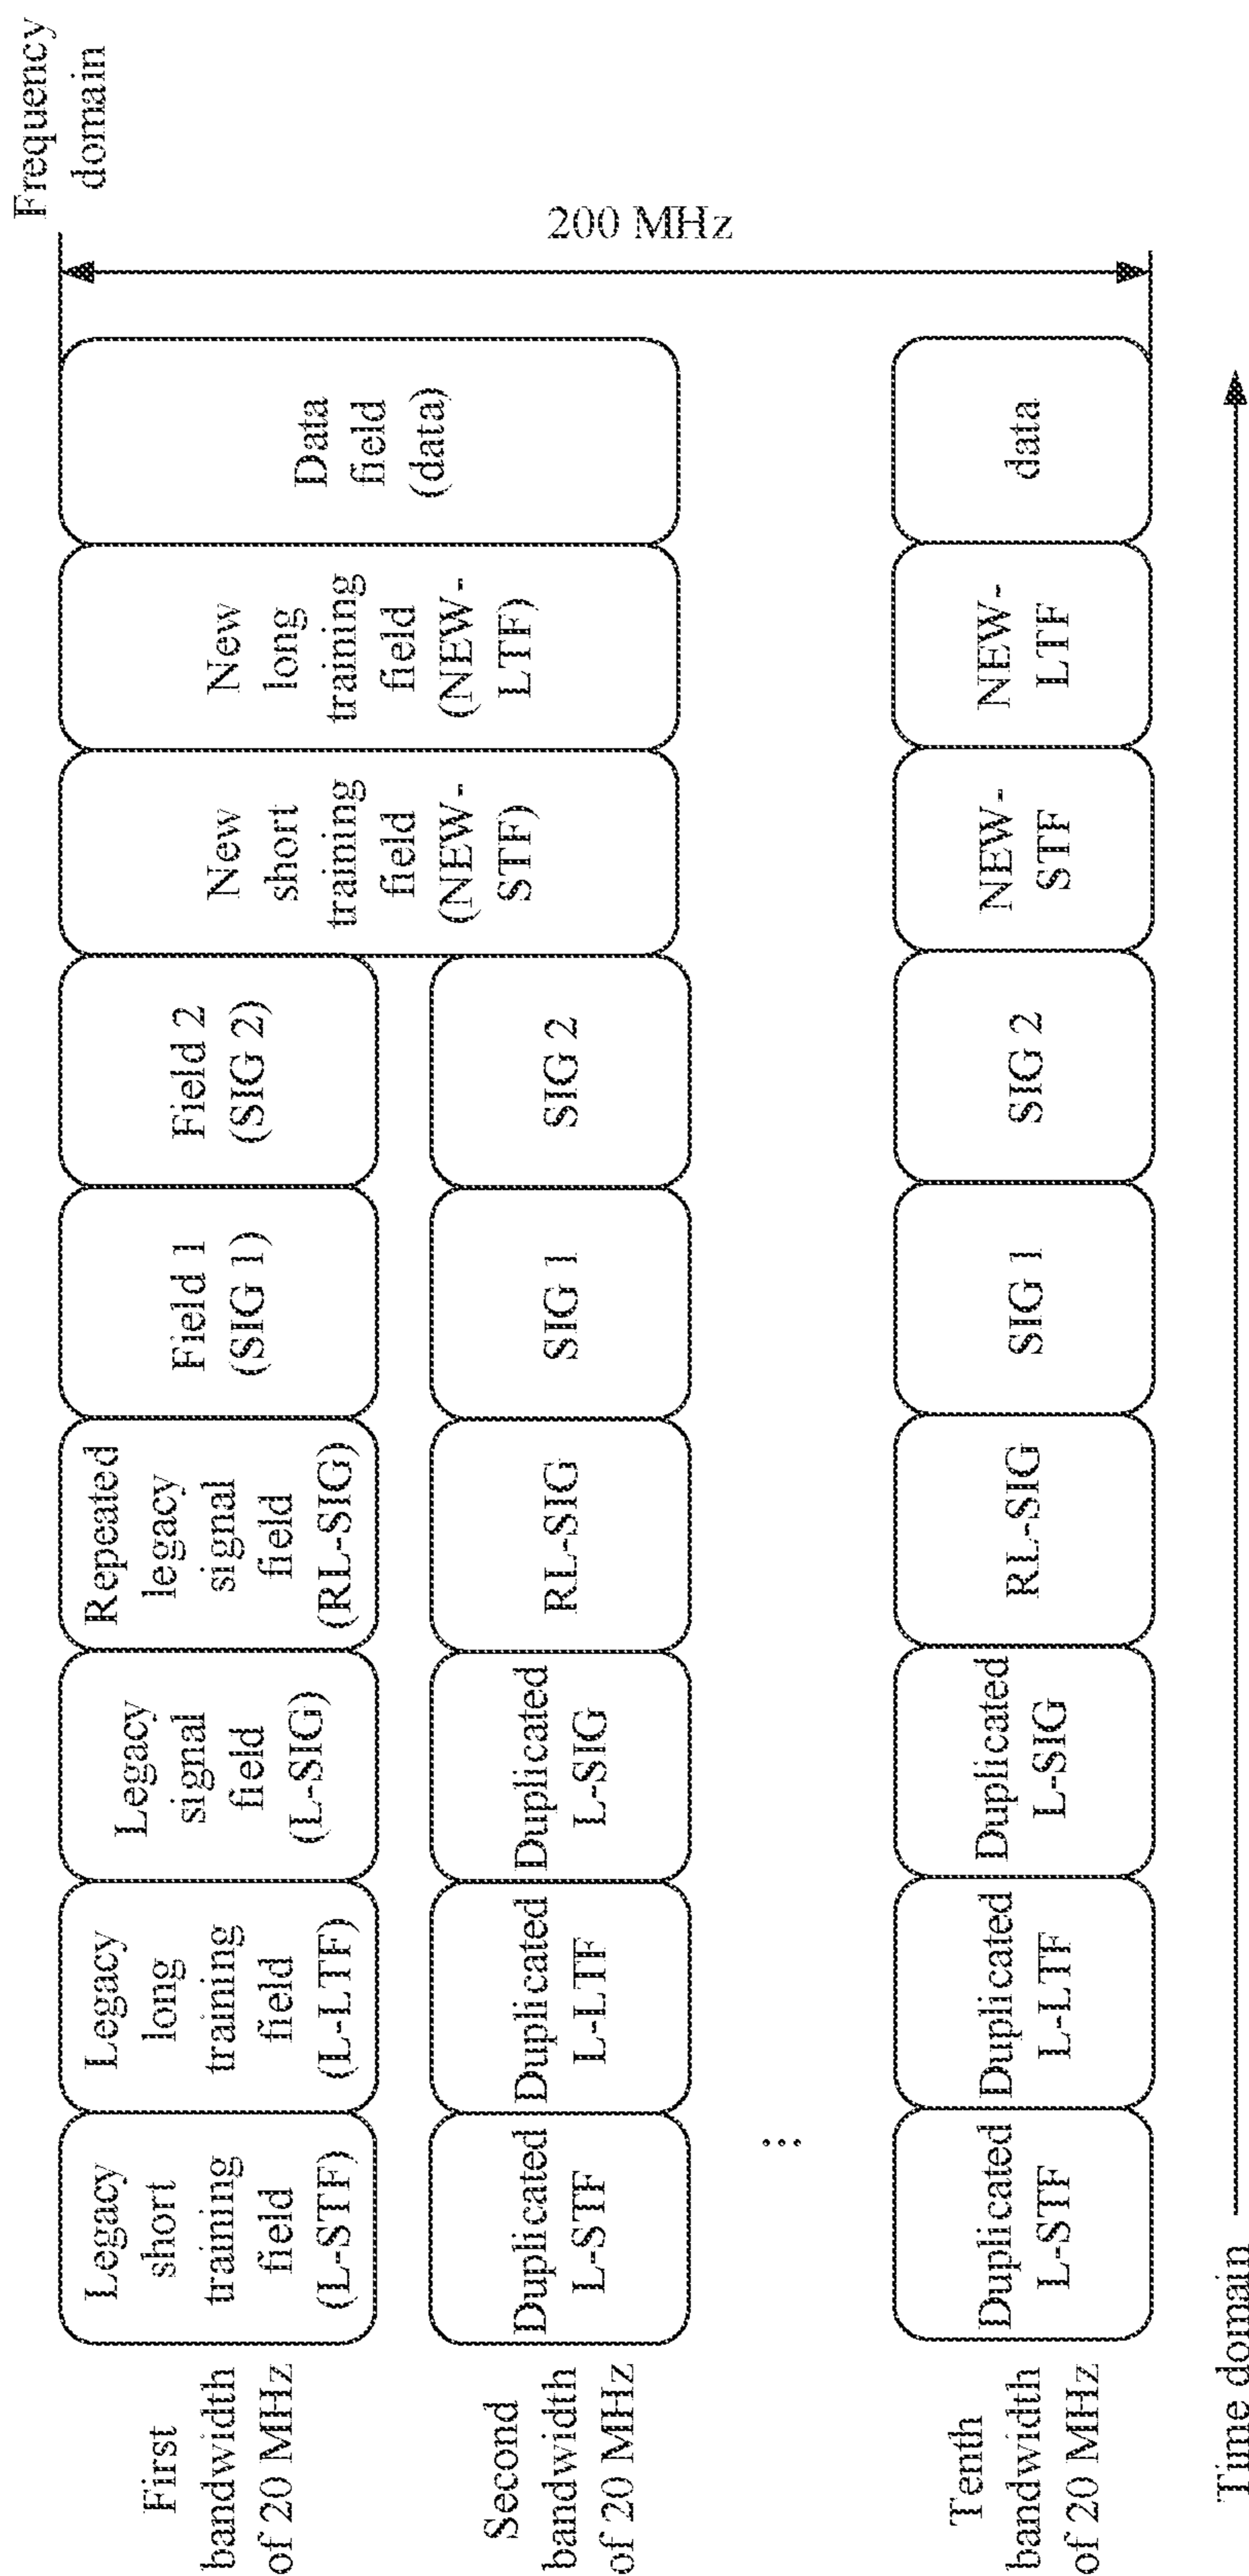 Frequency
domain
200 MHz
First
bandwidth
of 20 MHz
Legacy
short
training
field
(L-STF)
Legacy
long
training
field
(L-LTF)
Legacy
signal
field
(L-SIG)
Repeated
legacy
signal
field
(RL-SIG)
Field 1
(SIG 1)
Field 2
(SIG 2)
New
short
training
field
(NEW-
STF)
New
long
training
field
(NEW-
LTF)
Data
field
(data)
Second
bandwidth
of 20 MHz
Duplicated
L-STF
Duplicated
L-LTF
Duplicated
L-SIG
RL-SIG
SIG 1
SIG 2
...
Tenth
bandwidth
of 20 MHz
Duplicated
L-STF
Duplicated
L-LTF
Duplicated
L-SIG
RL-SIG
SIG 1
SIG 2
NEW-
STF
NEW-
LTF
data
Time domain